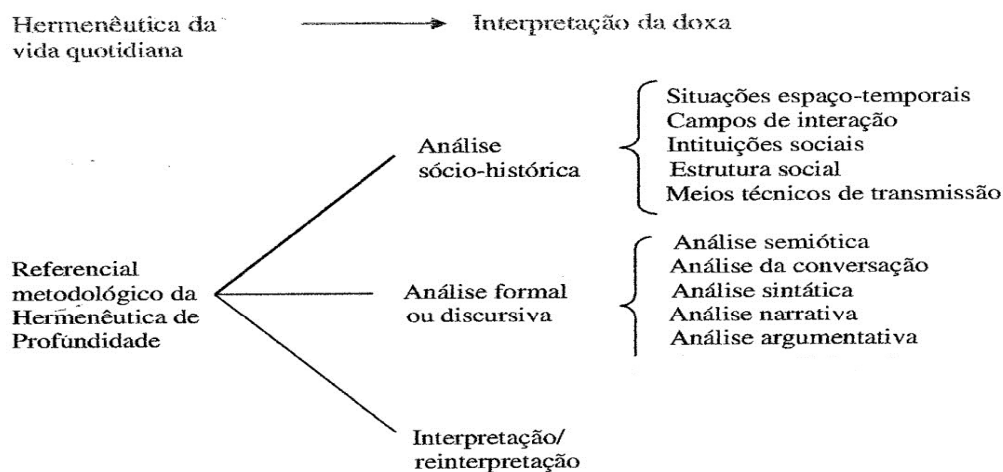 Hermenêutica da
vida quotidiana
Interpretação da doxa
Análise
sócio-histórica
Situações espaço-temporais
Campos de interação
Intituições sociais
Estrutura social
Meios técnicos de transmissão
Referencial
metodológico da
Hermenêutica de
Profundidade
Análise formal
ou discursiva
Análise semiótica
Análise da conversação
Análise sintática
Análise narrativa
Análise argumentativa
Interpretação/
reinterpretação